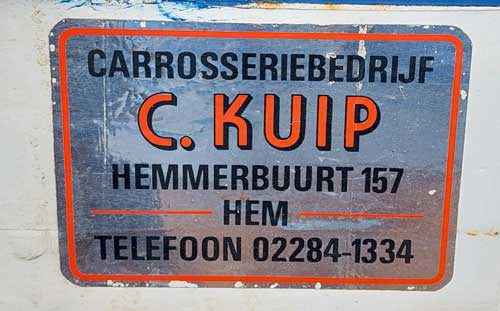 CARROSSERIEBEDRIJF
C. KUIP
HEMMERBUURT 157
HEM
TELEFOON 02284-1334